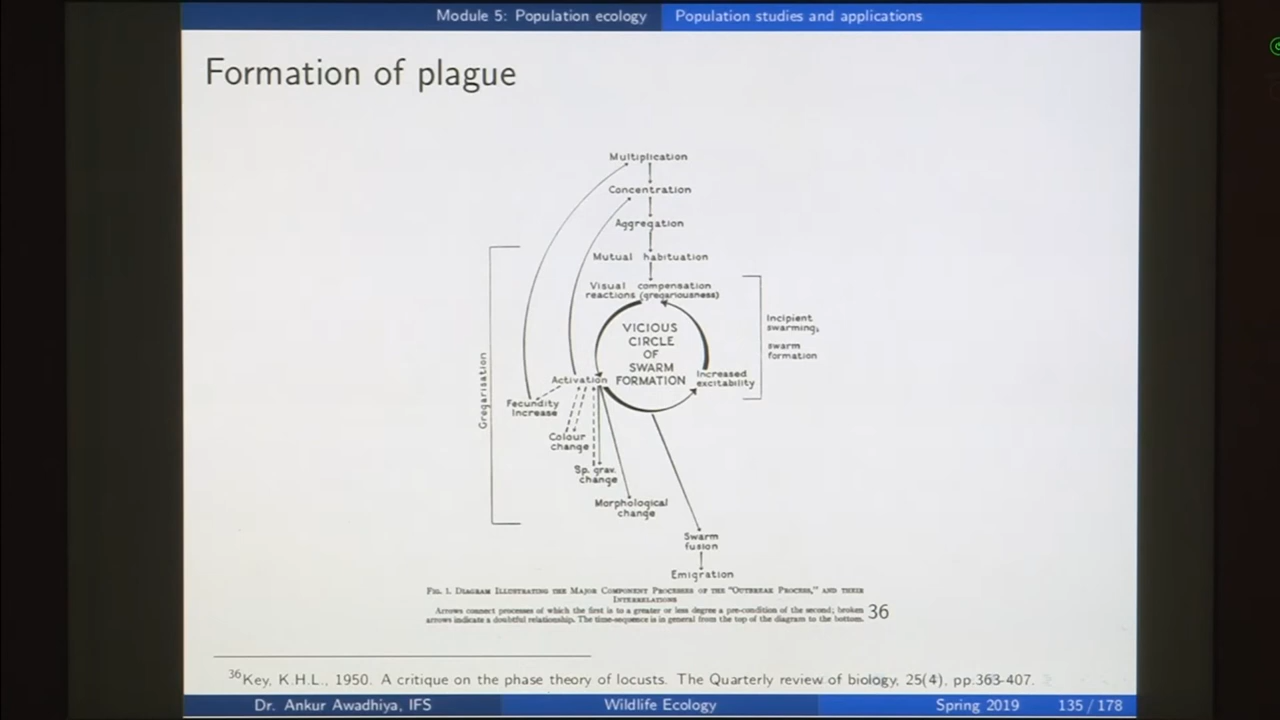 Module 5: Population ecology
Population studies and applications
Formation of plague
Multiplication
Concentration
Aggregation
Mutual habituation
Visual compensation
reactions (gregariousness)
VICIOUS
CIRCLE
OF
SWARM
FORMATION
Incipient
swarming,
swarm
formation
Gregarisation
Activation
Increased
excitability
Fecundity
Increase
Colour
change
Sp. grav.
change
Morphological
change
Swarm
fusion
Emigration
Fig. 1. Diagram Illustrating the Major Component Processes of the "Outbreak Process," and their
Interrelations
Arrows connect processes of which the first is to a greater or less degree a pre-condition of the second; broken
arrows indicate a doubtful relationship. The time-sequence is in general from the top of the diagram to the bottom.
36
36 Key, K.H.L., 1950. A critique on the phase theory of locusts. The Quarterly review of biology, 25(4), pp.363-407.
Dr. Ankur Awadhiya, IFS
Wildlife Ecology
Spring 2019
135 / 178